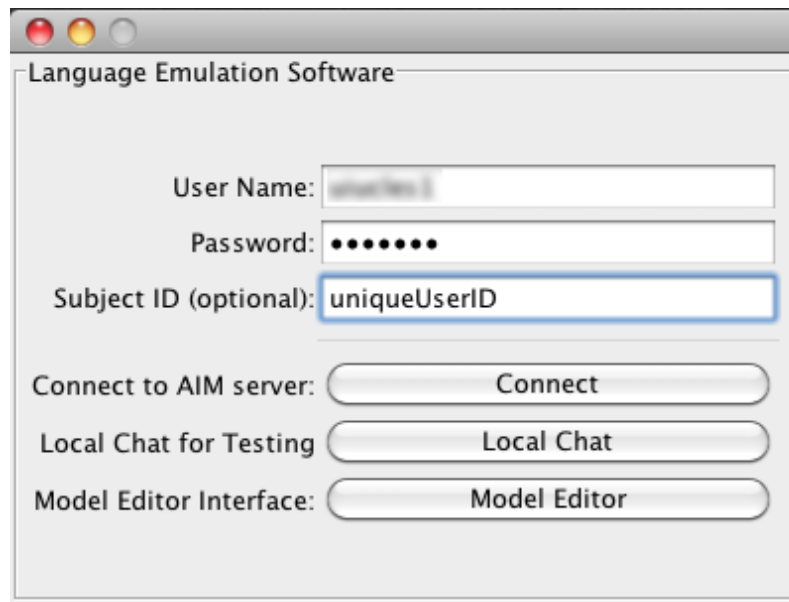 Language Emulation Software
User Name:
Password: •••••••
Subject ID (optional): uniqueUserID
Connect to AIM server: Connect
Local Chat for Testing Local Chat
Model Editor Interface: Model Editor